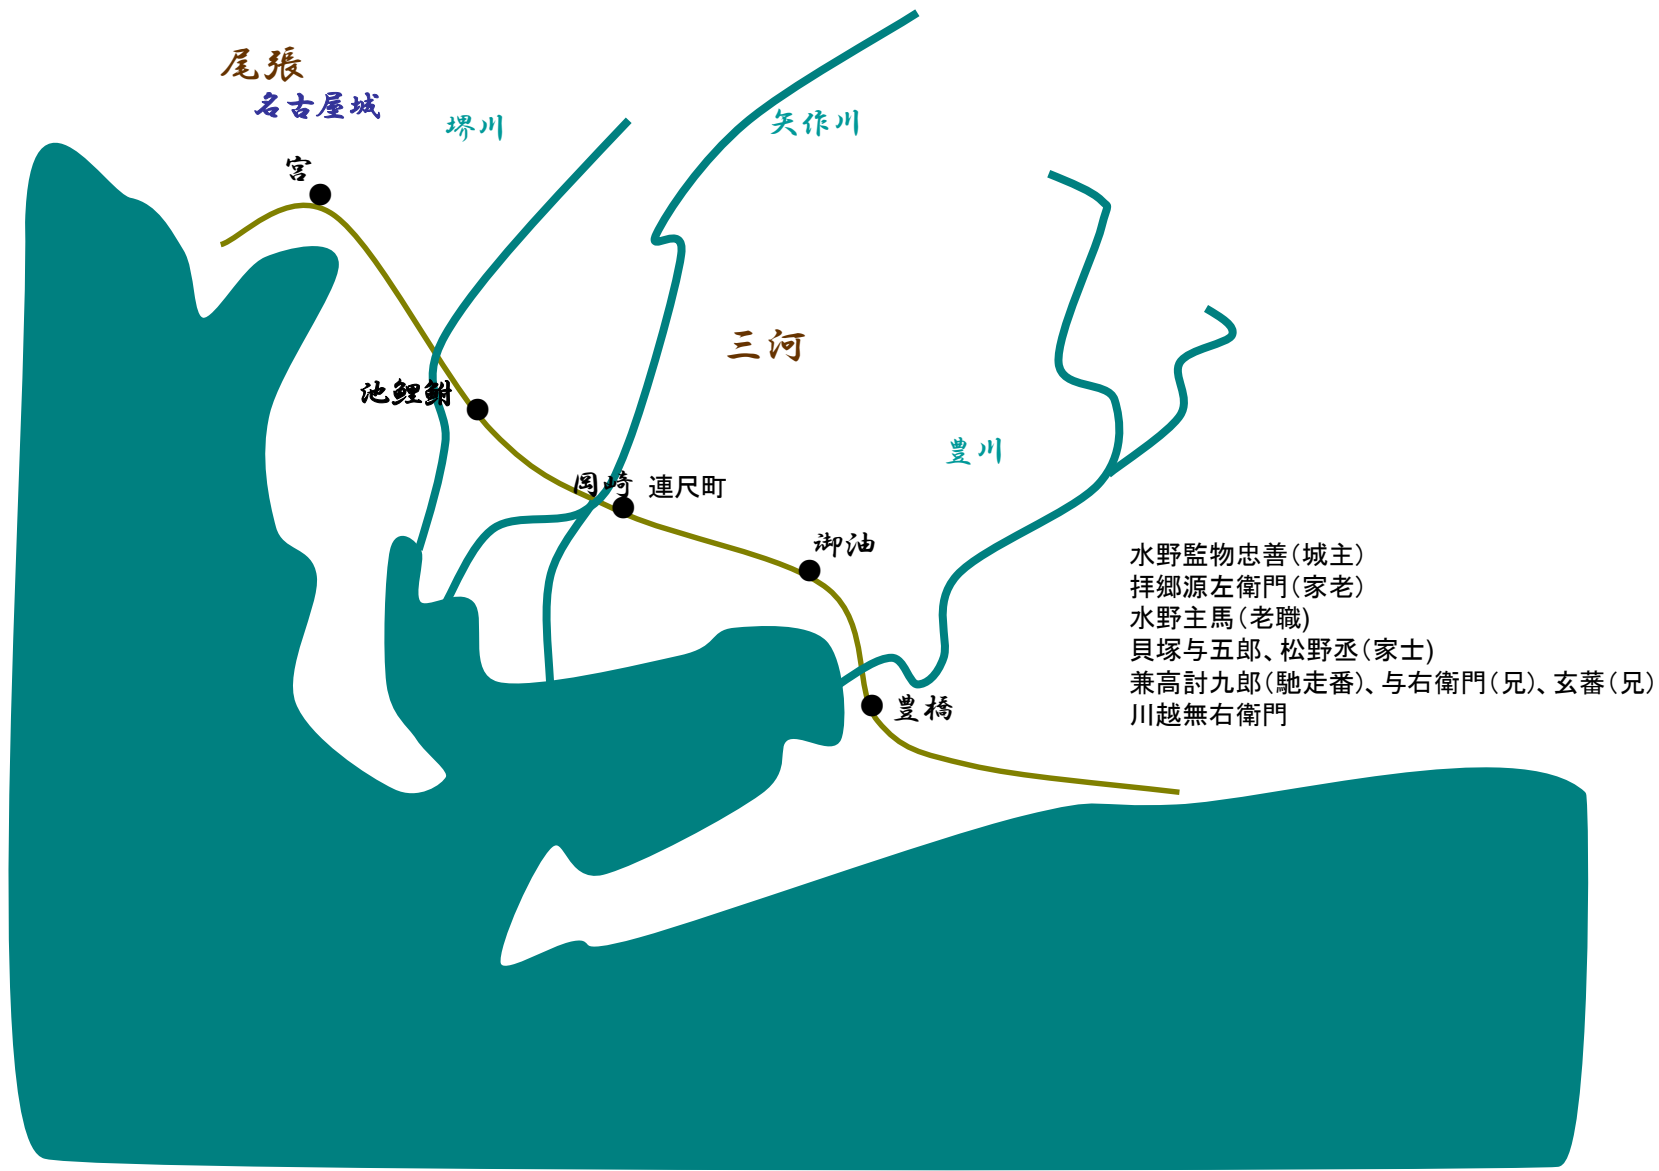 尾張
名古屋城
堺川
矢作川
宮
三河
池鯉鮒
豊川
岡崎 連尺町
御油
水野監物忠善(城主)
拝郷源左衛門(家老)
水野主馬(老職)
貝塚与五郎、松野丞(家士)
兼高討九郎(馳走番)、与右衛門(兄)、玄蕃(兄)
川越無右衛門
豊橋